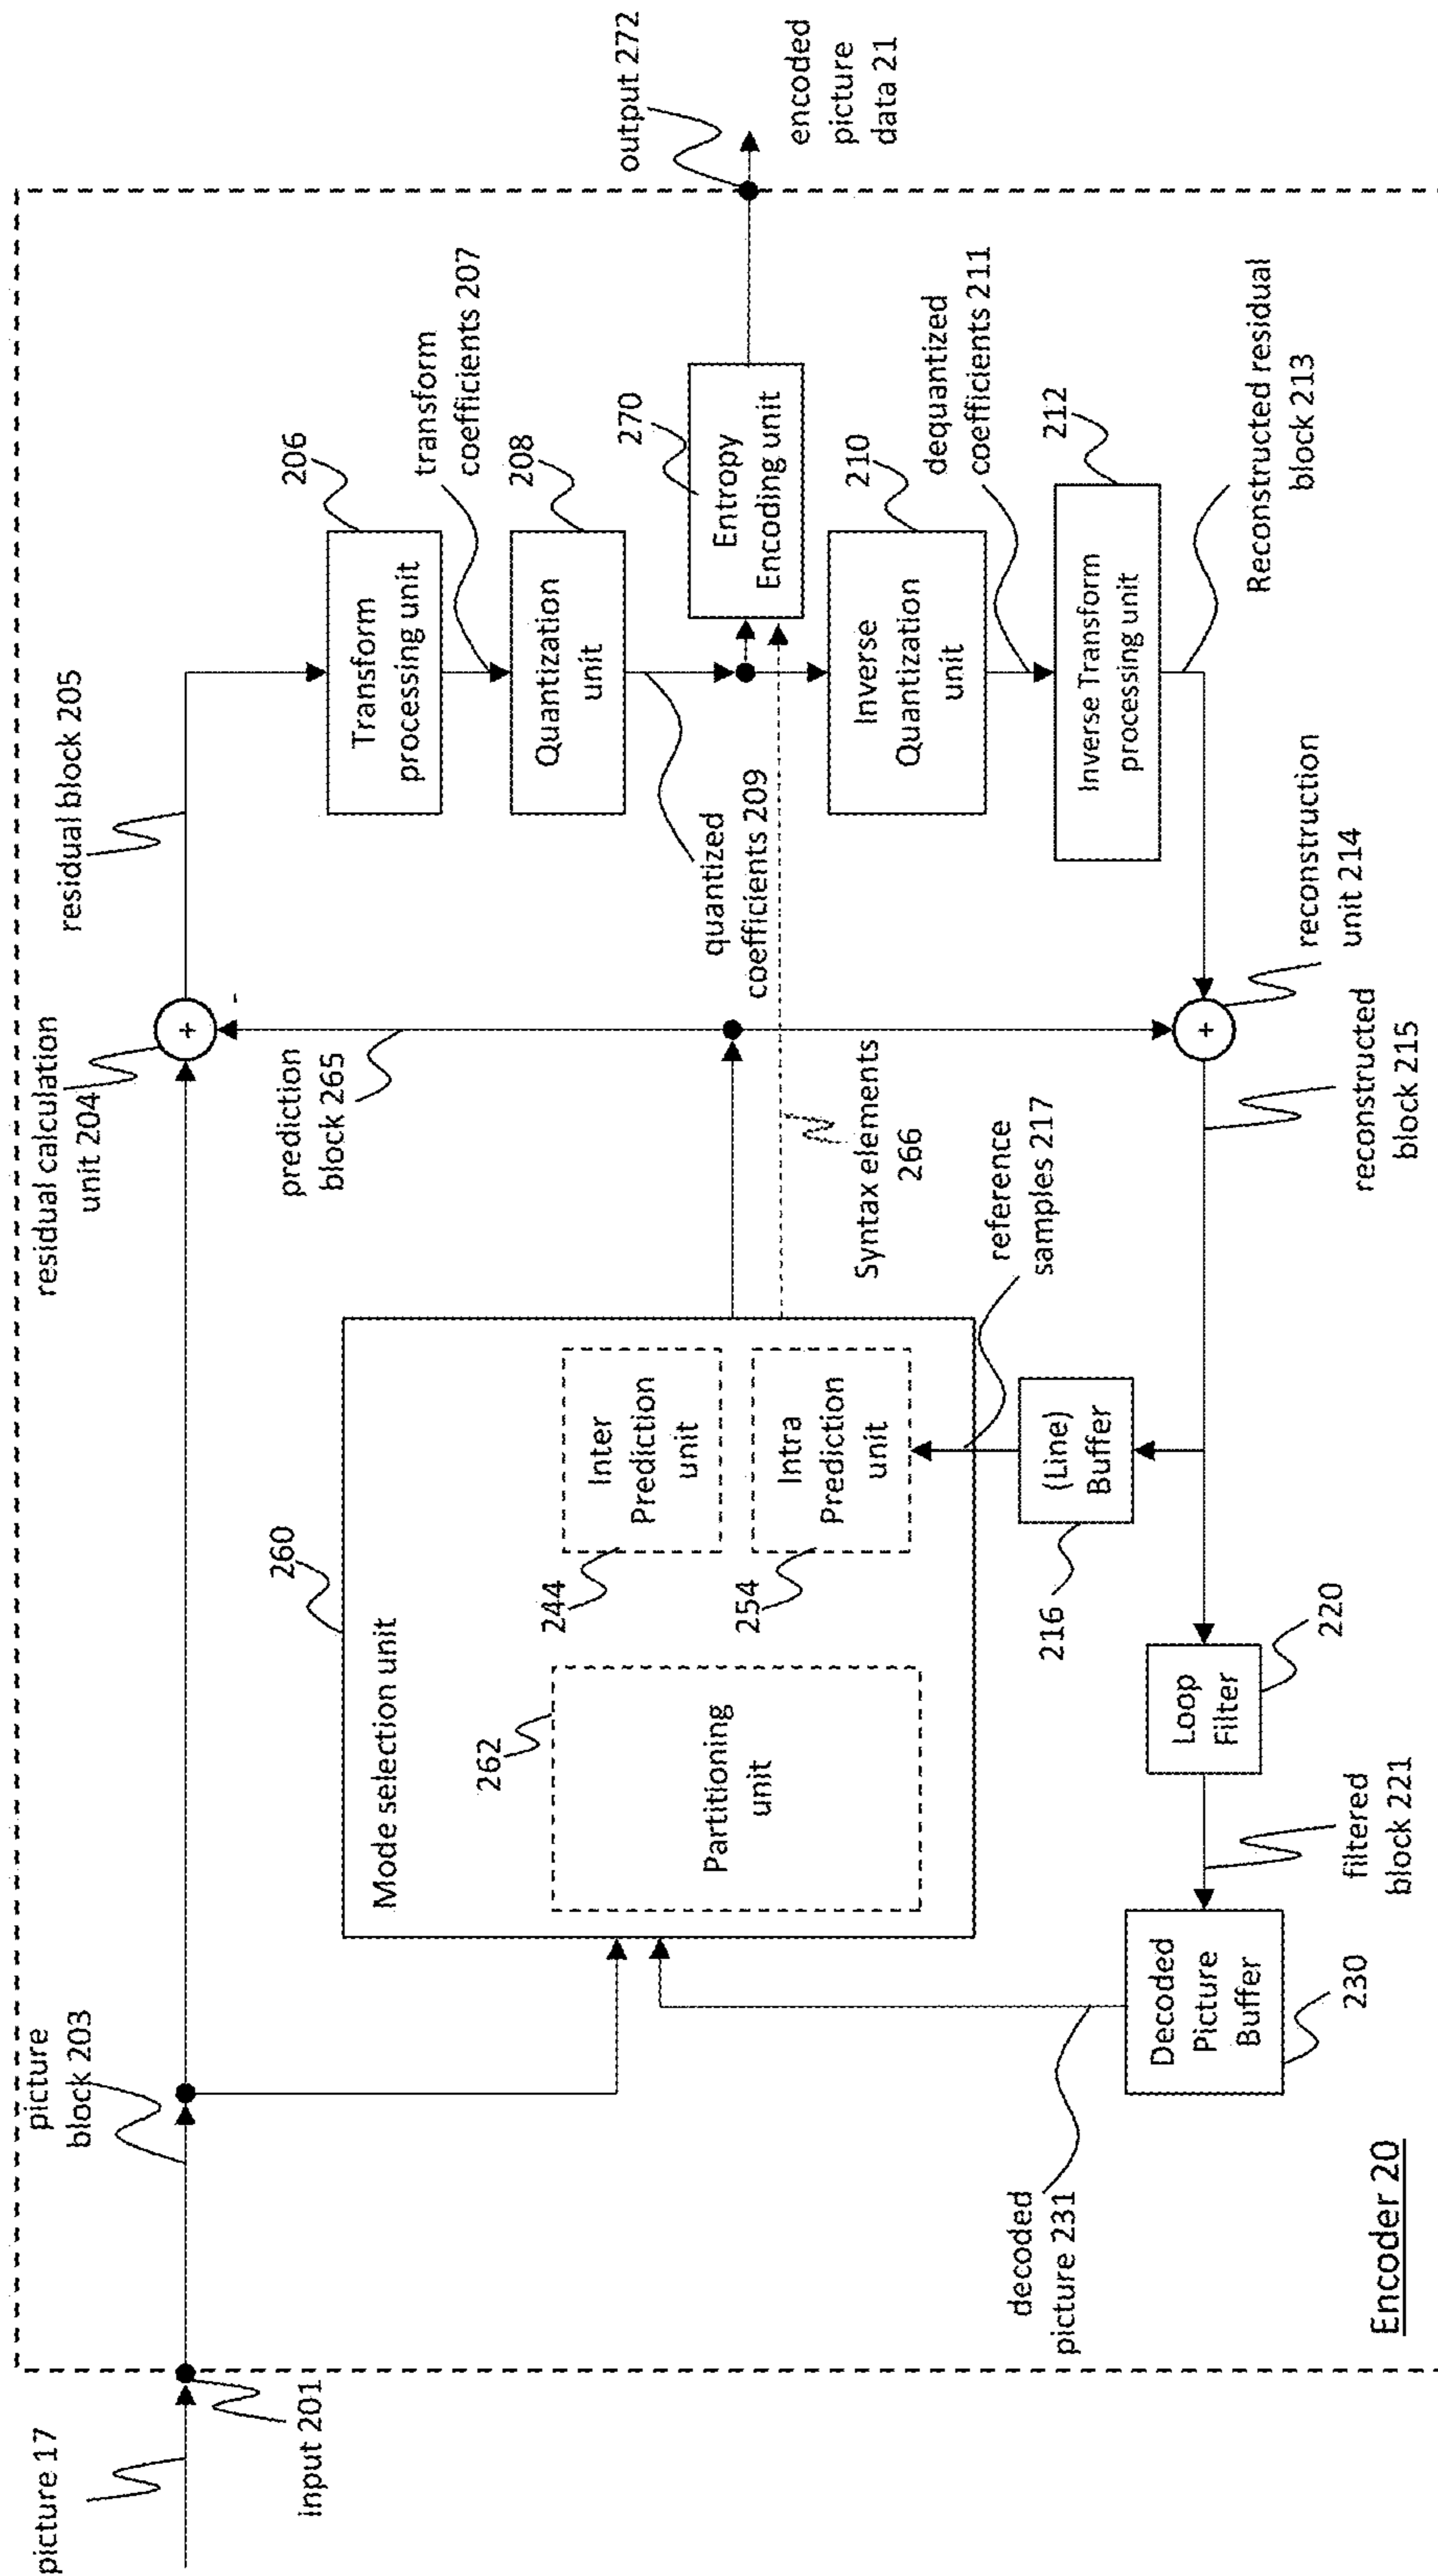 picture 17
input 201
picture
block 203
residual calculation
unit 204
residual block 205
prediction
block 265
-
+
206
Transform
processing unit
transform
coefficients 207
208
Quantization
unit
quantized
coefficients 209
270
Entropy
Encoding unit
output 272
encoded
picture
data 21
260
Mode selection unit
262
Partitioning
unit
244
Inter
Prediction
unit
254
Intra
Prediction
unit
Syntax elements
266
reference
samples 217
210
Inverse
Quantization
unit
dequantized
coefficients 211
212
Inverse Transform
processing unit
Reconstructed residual
block 213
+
reconstruction
unit 214
reconstructed
block 215
216
(Line)
Buffer
220
Loop
Filter
filtered
block 221
Decoded
Picture
Buffer
230
decoded
picture 231
Encoder 20